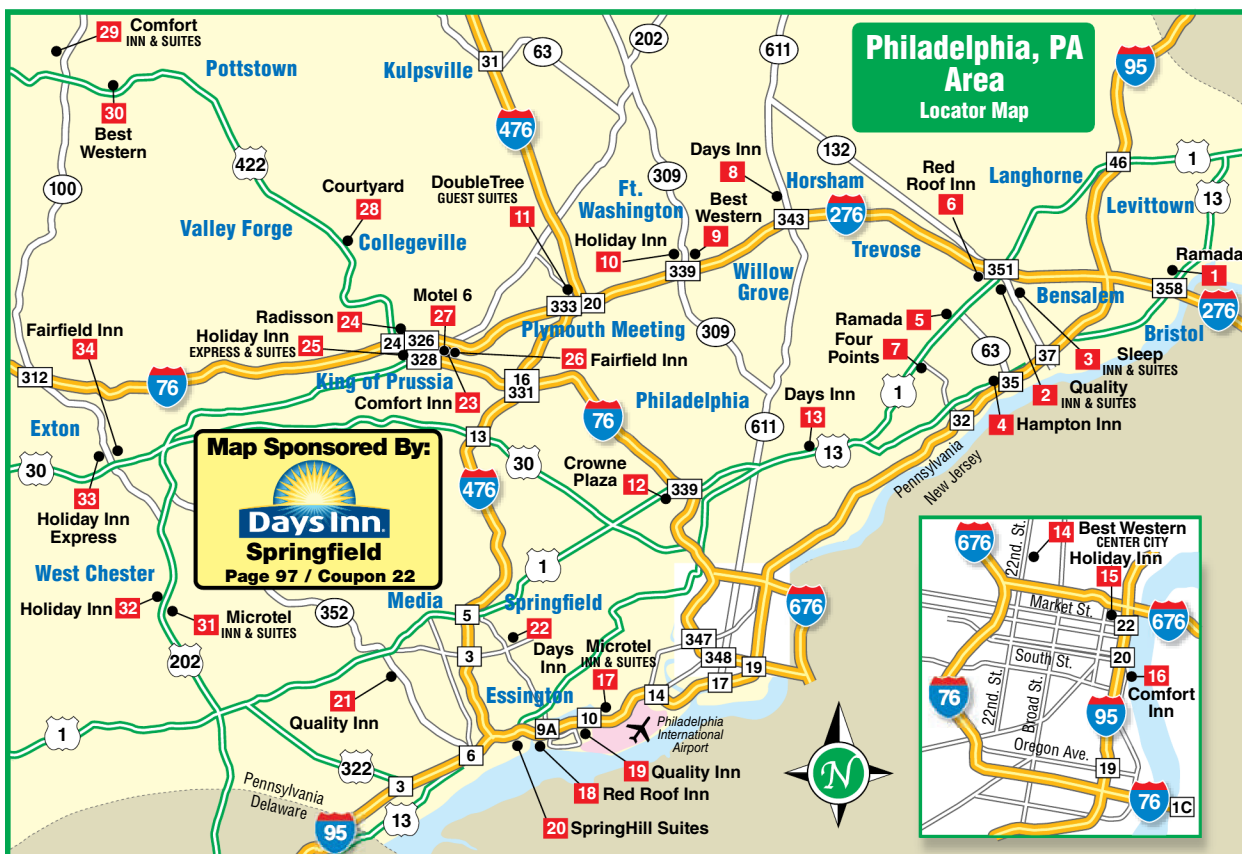 Philadelphia, PA
Area
Locator Map
29 Comfort
INN & SUITES
Pottstown
30
Best
Western
422
100
Kulpsville
31
63
202
611
476
95
132
46
1
13
Langhorne
Levittown
Days Inn
8
Horsham
343
276
Red
Roof Inn
6
Trevose
351
Ramada
1
358
276
Bristol
Bensalem
Courtyard
28
Collegeville
Valley Forge
DoubleTree
GUEST SUITES
11
Ft.
Washington
309
Best
Western
9
Holiday Inn
10
339
Willow
Grove
333
20
Plymouth Meeting
309
Motel 6
27
Radisson
24
24
326
328
Holiday Inn
EXPRESS & SUITES
25
Fairfield Inn
34
26 Fairfield Inn
King of Prussia
Comfort Inn
23
312
76
16
331
76
Ramada
5
Four
Points
7
63
37
3 Sleep
INN & SUITES
35
2 Quality
INN & SUITES
4 Hampton Inn
1
32
Philadelphia
611
Days Inn
13
13
Pennsylvania
New Jersey
Exton
30
33
Holiday Inn
Express
13
30
476
Crowne
Plaza
12
339
Map Sponsored By:
Days Inn
Springfield
Page 97 / Coupon 22
West Chester
Holiday Inn 32
31 Microtel
INN & SUITES
202
352
Media
1
5
Springfield
22
Days
Inn
3
676
347
348
19
17
14
Microtel
INN & SUITES
17
Essington
21
Quality Inn
9A
10
Philadelphia
International
Airport
19 Quality Inn
18 Red Roof Inn
20 SpringHill Suites
6
1
322
3
13
Pennsylvania
Delaware
95
N
676
22nd. St.
14 Best Western
CENTER CITY
Holiday Inn
15
Market St.
22
676
South St.
20
16
Comfort
Inn
76
22nd. St.
Broad St.
95
Oregon Ave.
19
76
1C